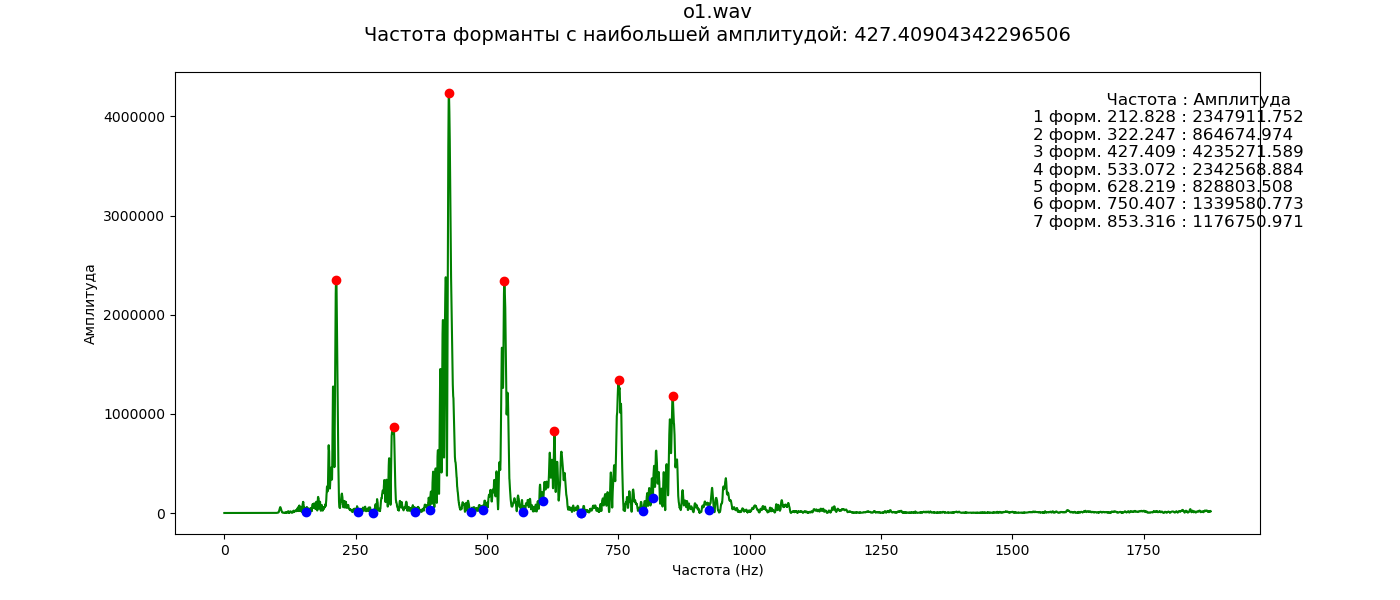 o1.wav
Частота форманты с наибольшей амплитудой: 427.40904342296506
Частота : Амплитуда
1 форм. 212.828 : 2347911.752
2 форм. 322.247 : 864674.974
3 форм. 427.409 : 4235271.589
4 форм. 533.072 : 2342568.884
5 форм. 628.219 : 828803.508
6 форм. 750.407 : 1339580.773
7 форм. 853.316 : 1176750.971
Амплитуда
4000000
3000000
2000000
1000000
0
0 250 500 750 1000 1250 1500 1750
Частота (Hz)